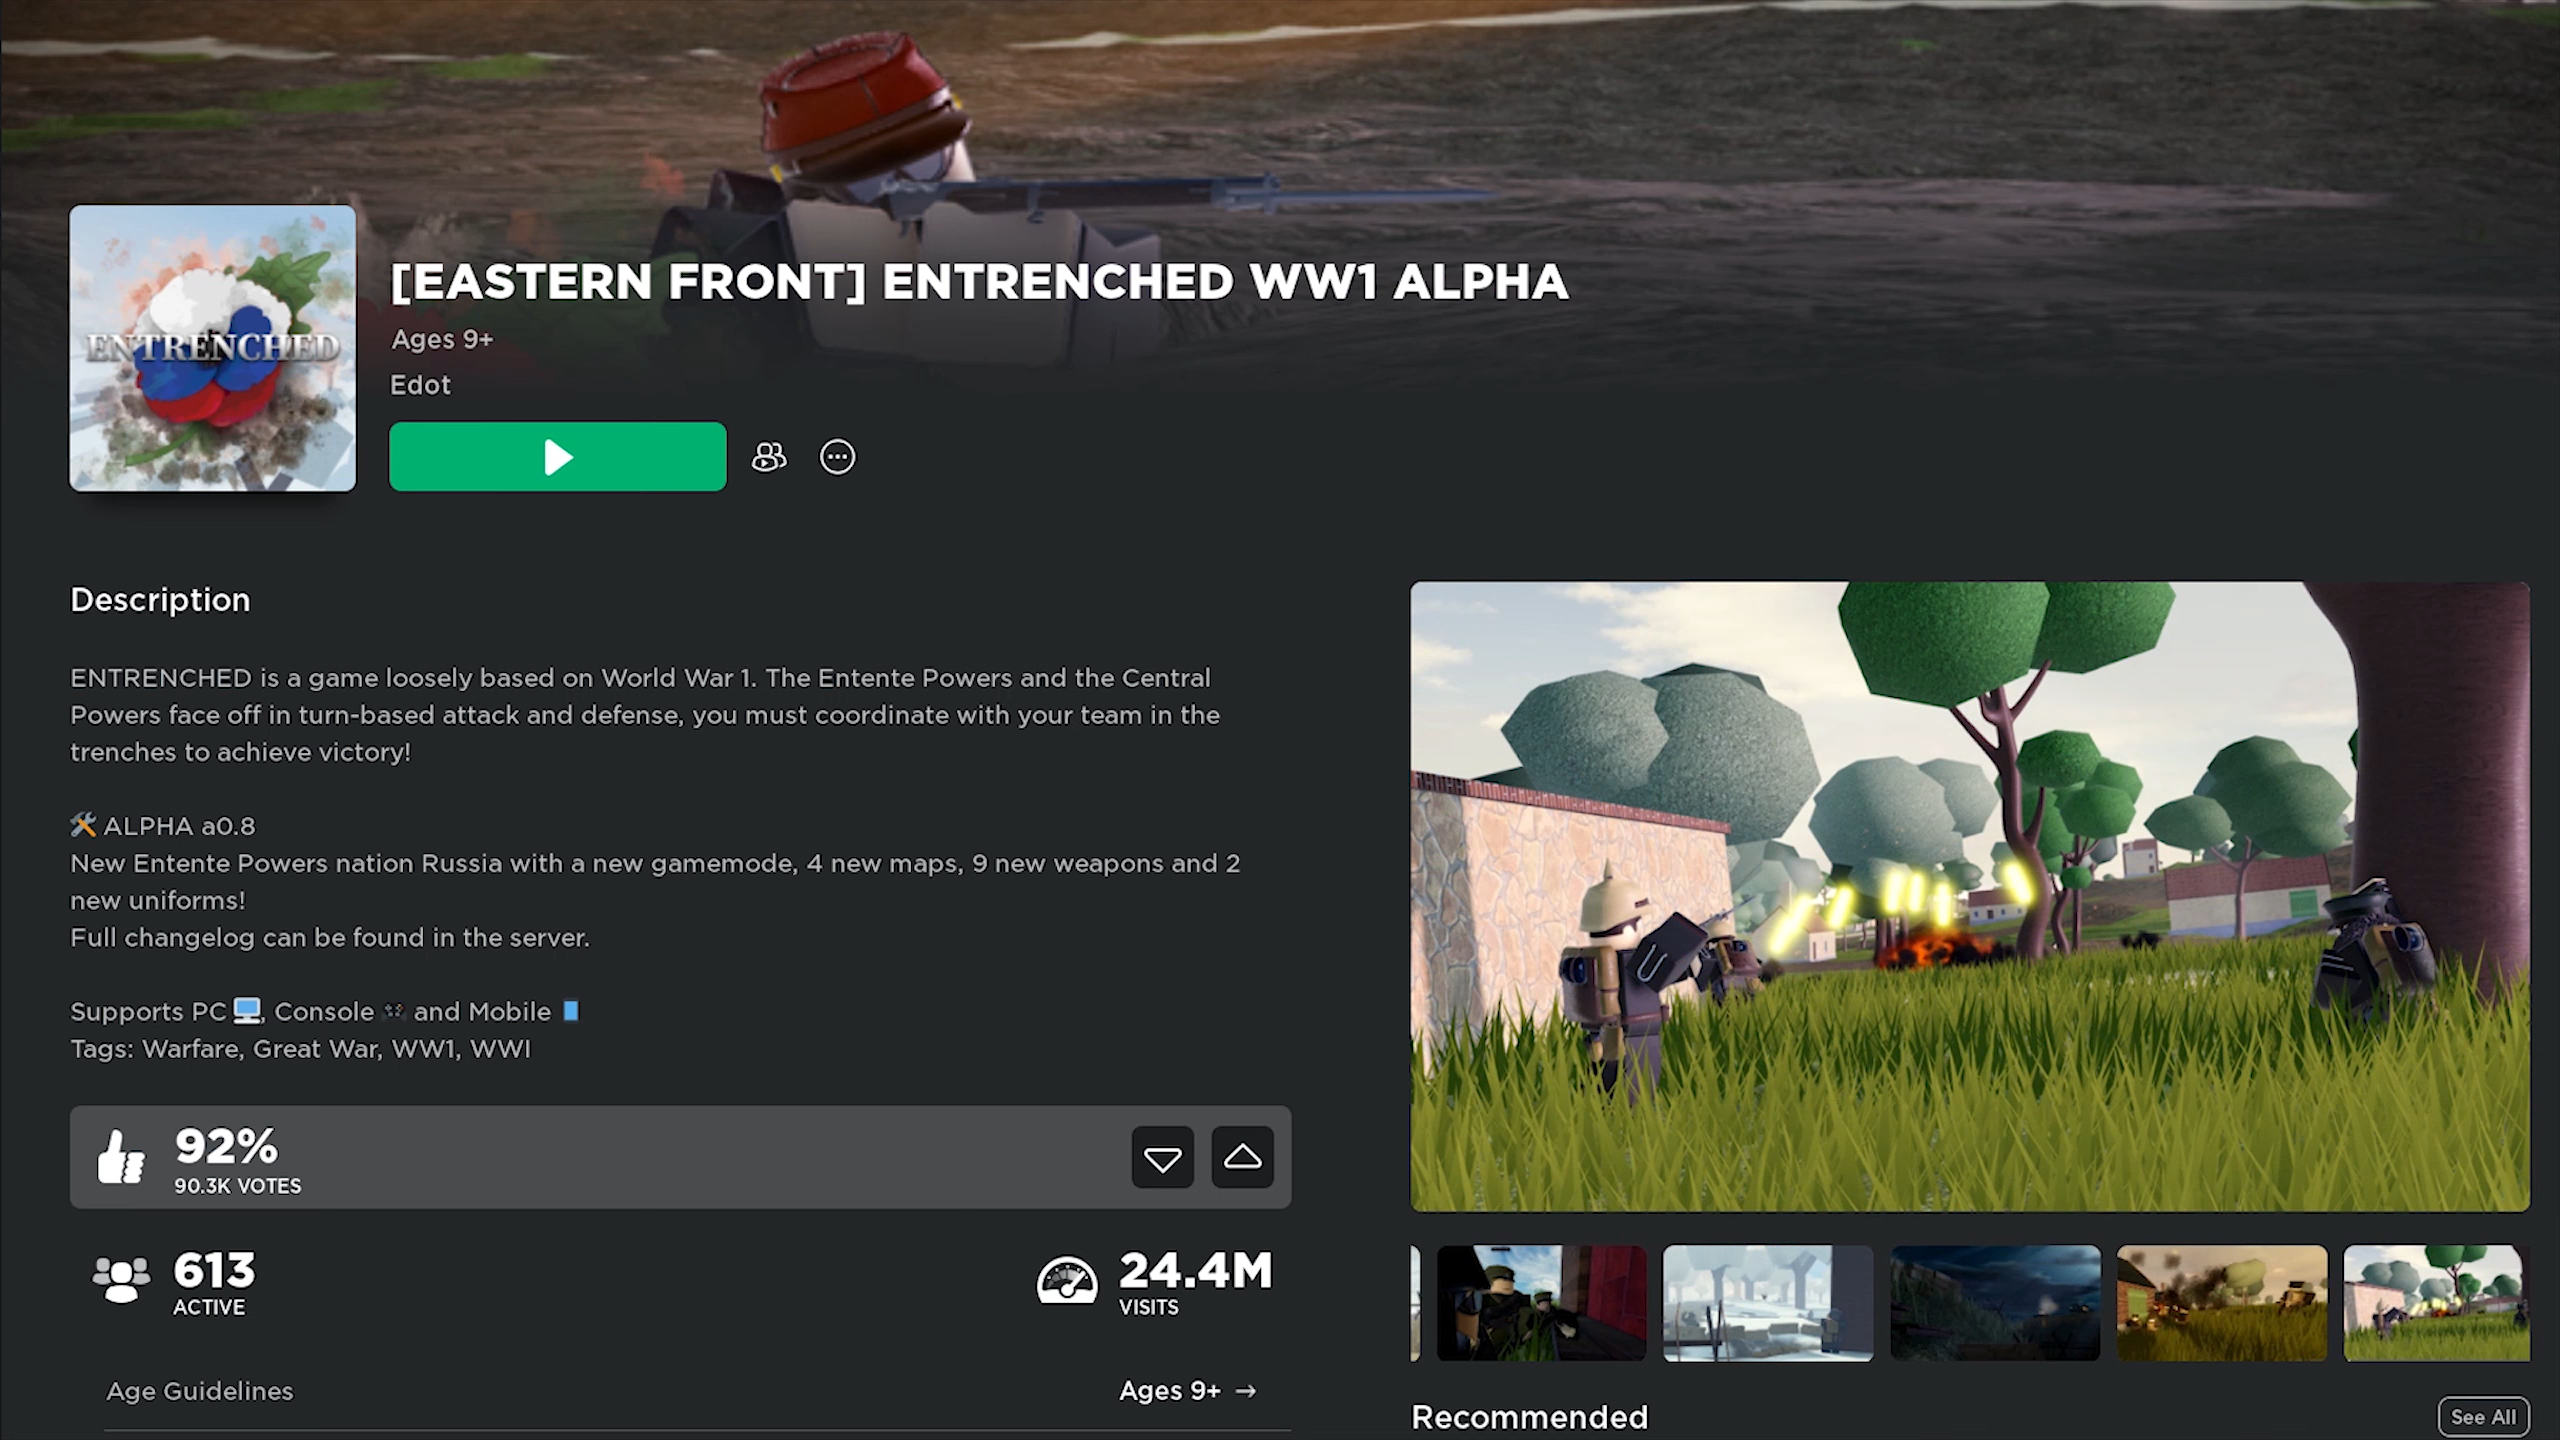 [EASTERN FRONT] ENTRENCHED WW1 ALPHA
ENTRENCHED
Ages 9+
Edot
Description
ENTRENCHED is a game loosely based on World War 1. The Entente Powers and the Central
Powers face off in turn-based attack and defense, you must coordinate with your team in the
trenches to achieve victory!
ALPHA a0.8
New Entente Powers nation Russia with a new gamemode, 4 new maps, 9 new weapons and 2
new uniforms!
Full changelog can be found in the server.
Supports PC, Console and Mobile
Tags: Warfare, Great War, WW1, WWI
92%
90.3K VOTES
613
ACTIVE
24.4M
VISITS
Age Guidelines
Ages 9+ →
Recommended
See All